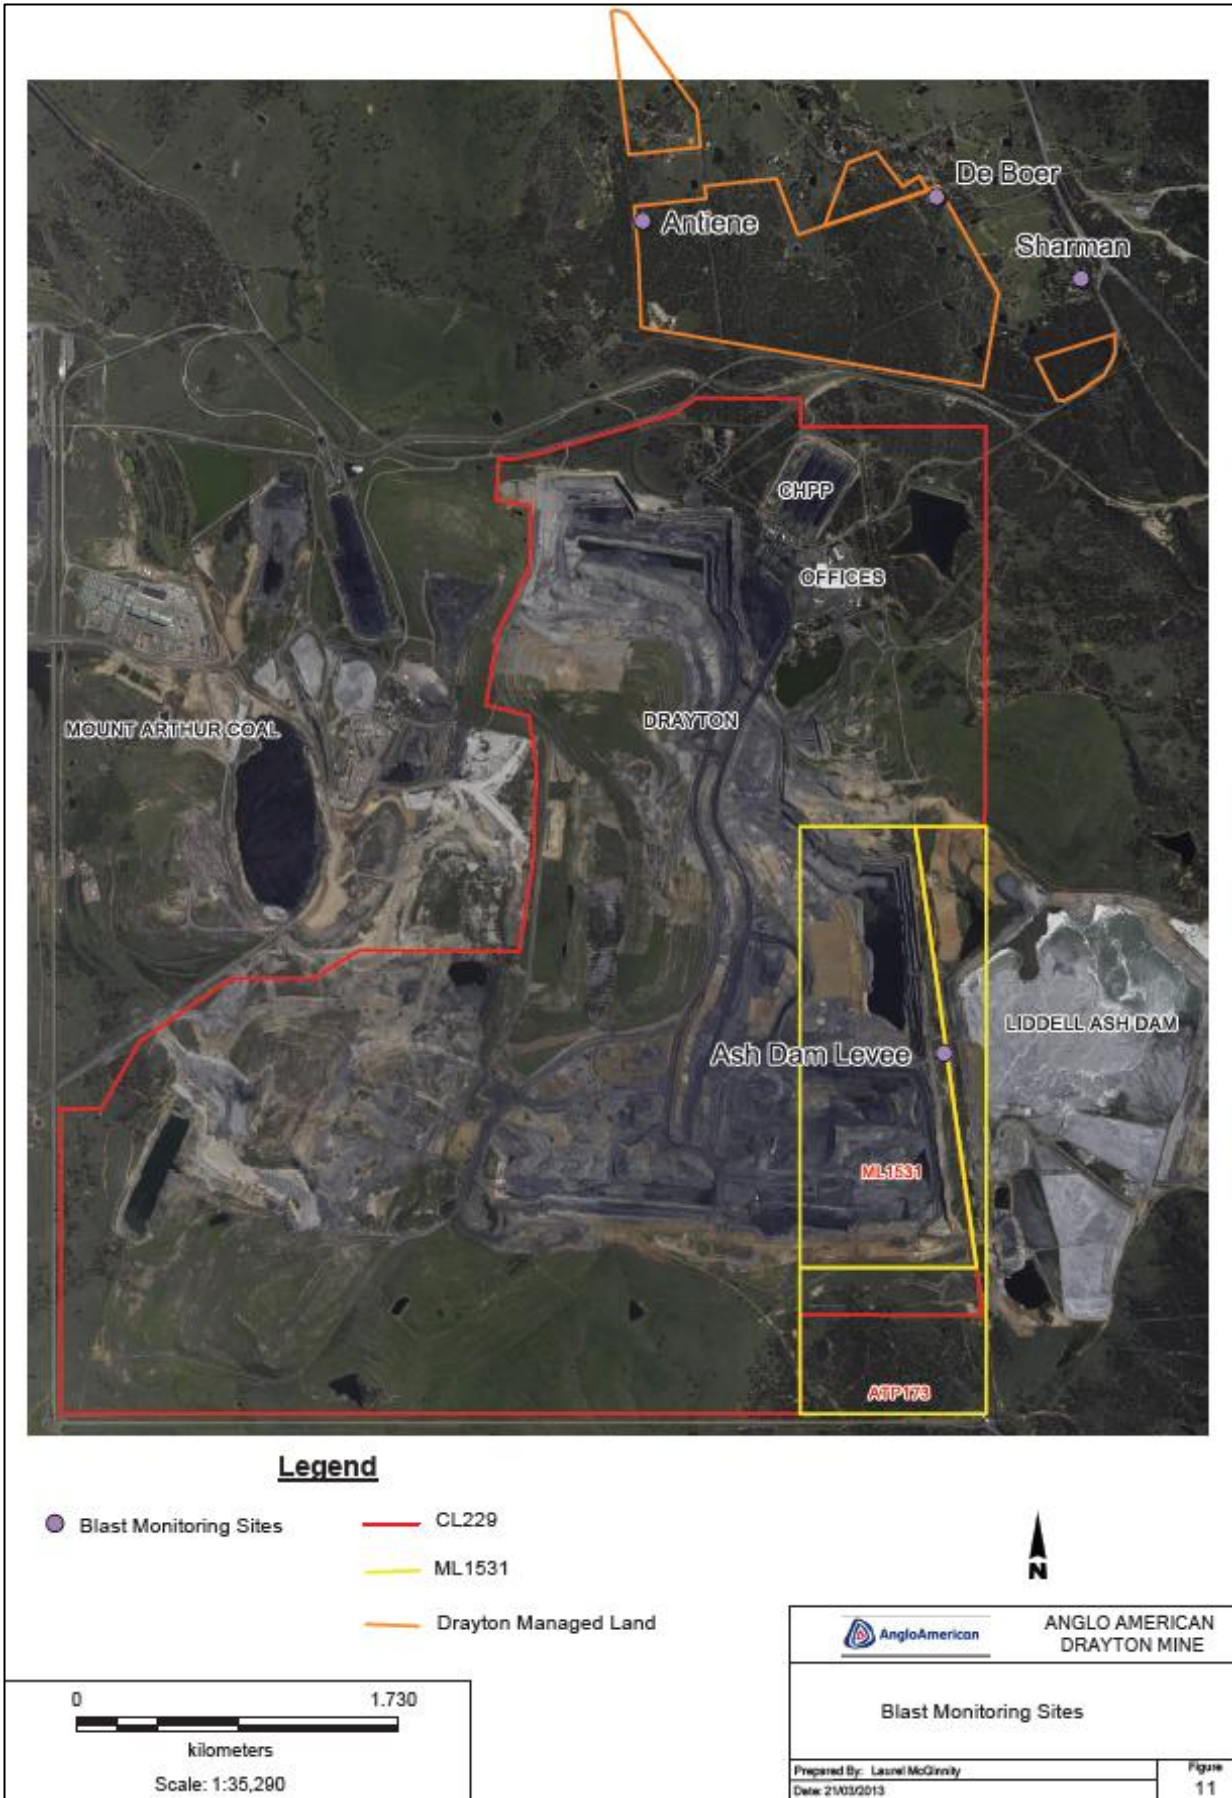 De Boer
Antiene
Sharman
CHPP
OFFICES
MOUNT ARTHUR COAL
DRAYTON
LIDDELL ASH DAM
Ash Dam Levee
ML1531
ATP173
Legend
Blast Monitoring Sites
CL229
ML1531
Drayton Managed Land
N
AngloAmerican
ANGLO AMERICAN
DRAYTON MINE
Blast Monitoring Sites
0 1.730
kilometers
Scale: 1:35,290
Prepared By: Laurel McGinnity
Date: 21/03/2013
Figure
11